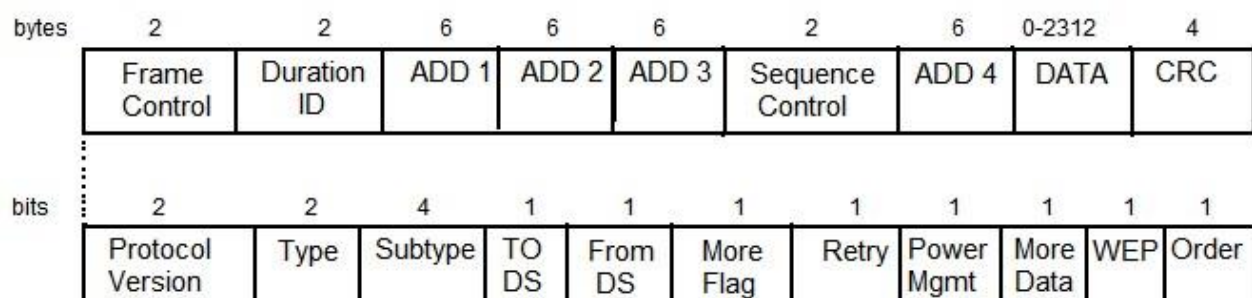 bytes 2 2 6 6 6 2 6 0-2312 4
Frame Duration ADD 1 ADD 2 ADD 3 Sequence ADD 4 DATA CRC
Control ID Control
bits 2 2 4 1 1 1 1 1 1 1 1
Protocol Type Subtype TO From More Retry Power More WEP Order
Version DS DS Flag Mgmt Data